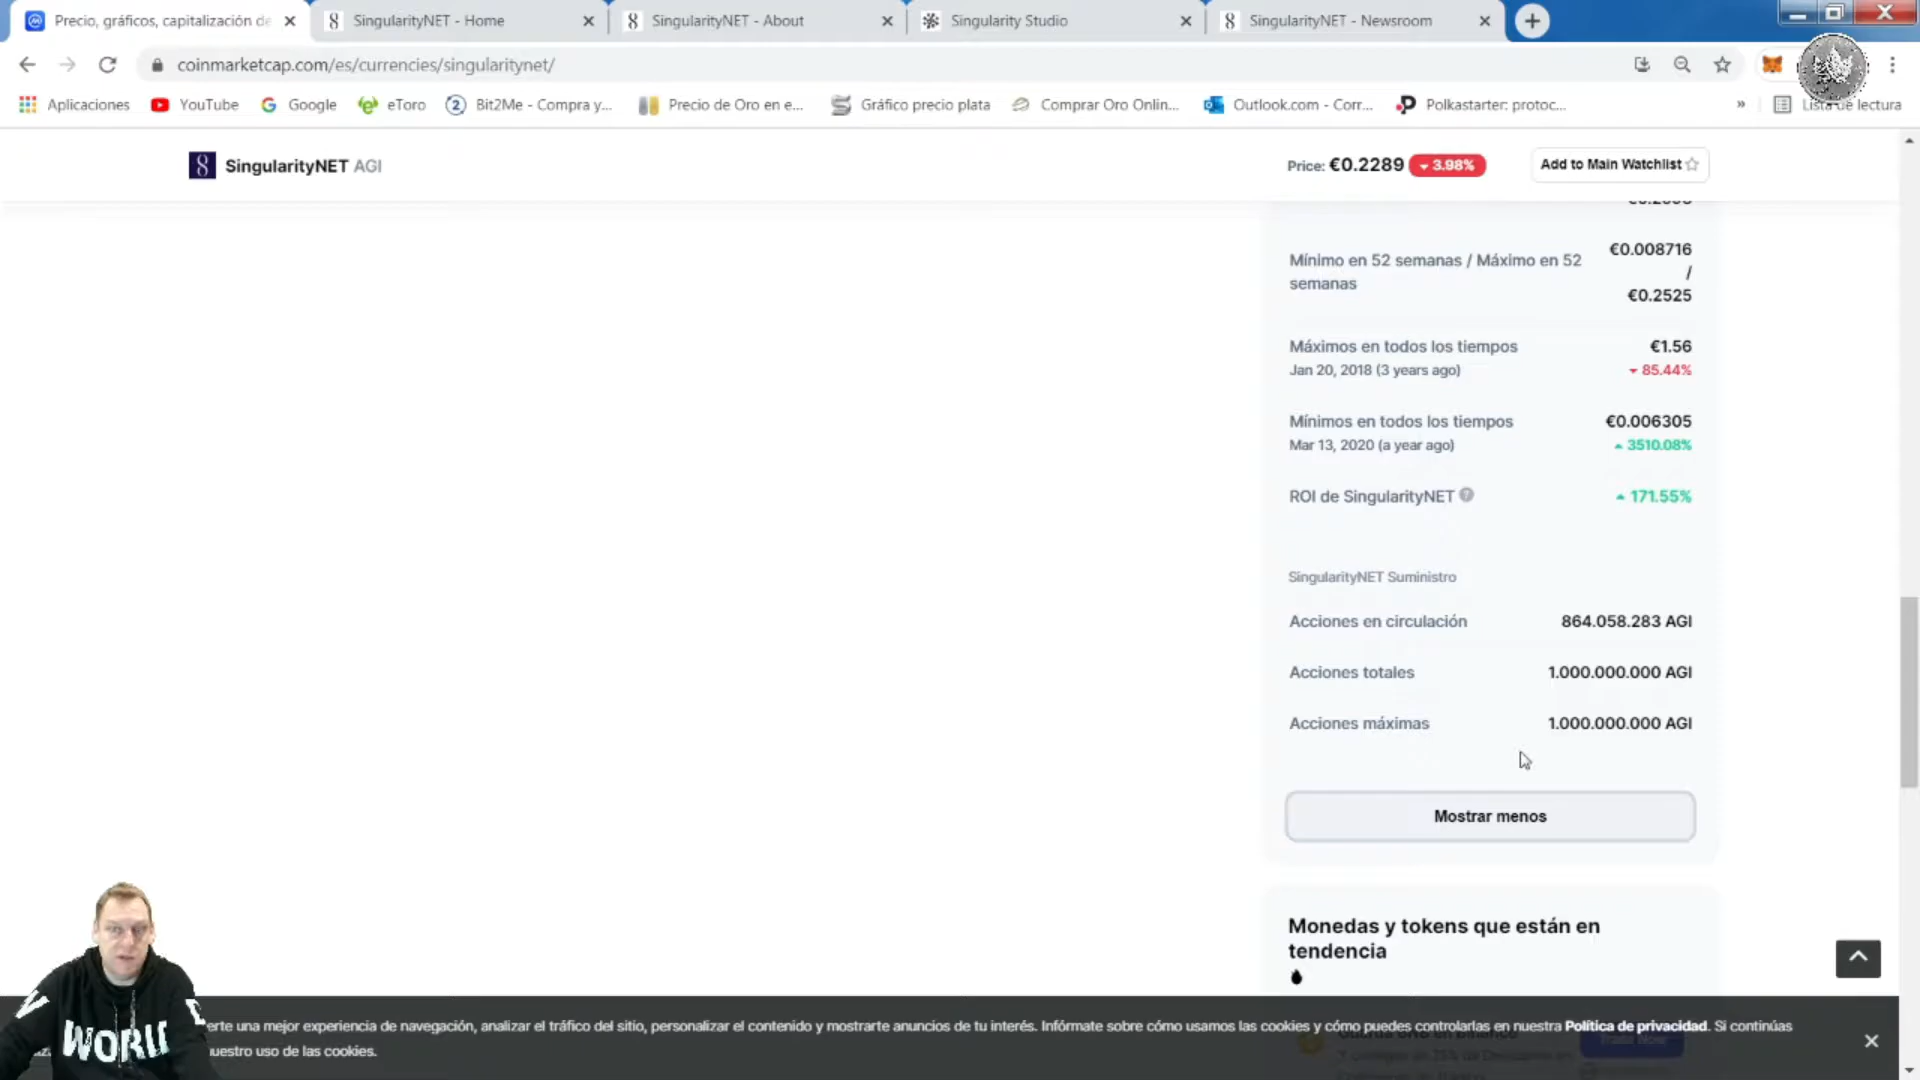 Precio, gráficos, capitalización de
SingularityNET - Home
SingularityNET - About
Singularity Studio
SingularityNET - Newsroom
coinmarketcap.com/es/currencies/singularitynet/
Aplicaciones
YouTube
Google
eToro
Bit2Me - Compra y...
Precio de Oro en e...
Gráfico precio plata
Comprar Oro Onlin...
Outlook.com - Corr...
Polkastarter: protoc...
»
Lista de lectura
SingularityNET AGI
Price: €0.2289 3.98%
Add to Main Watchlist
Mínimo en 52 semanas / Máximo en 52
semanas
€0.008716
/
€0.2525
Máximos en todos los tiempos
€1.56
Jan 20, 2018 (3 years ago)
85.44%
Mínimos en todos los tiempos
€0.006305
Mar 13, 2020 (a year ago)
3510.08%
ROI de SingularityNET
171.55%
SingularityNET Suministro
Acciones en circulación
864.058.283 AGI
Acciones totales
1.000.000.000 AGI
Acciones máximas
1.000.000.000 AGI
Mostrar menos
Monedas y tokens que están en
tendencia
una mejor experiencia de navegación, analizar el tráfico del sitio, personalizar el contenido y mostrarte anuncios de tu interés. Infórmate sobre cómo usamos las cookies y cómo puedes controlarlas en nuestra Política de privacidad. Si continúas
uso de las cookies.
Trade Now
WORL